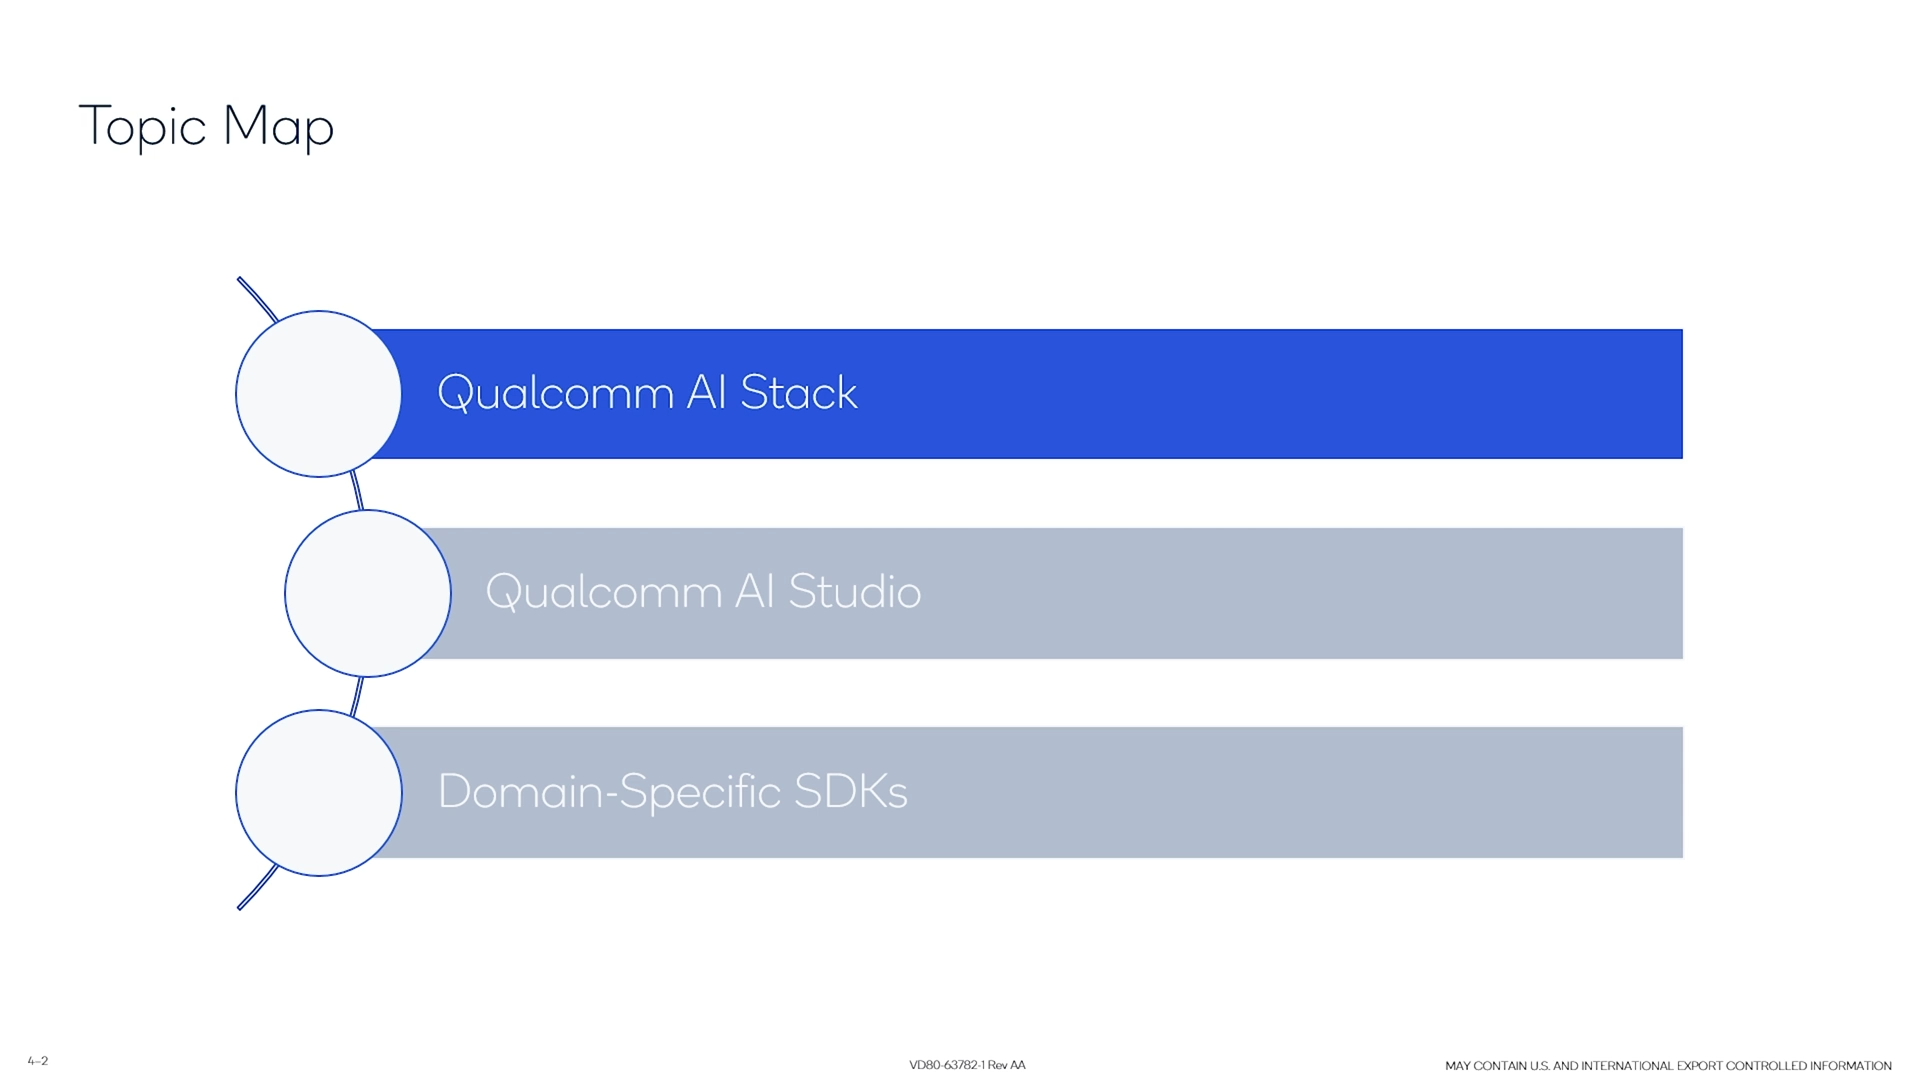 Topic Map
Qualcomm AI Stack
Qualcomm AI Studio
Domain-Specific SDKs
4–2
VD80-63782-1 Rev AA
MAY CONTAIN U.S. AND INTERNATIONAL EXPORT CONTROLLED INFORMATION